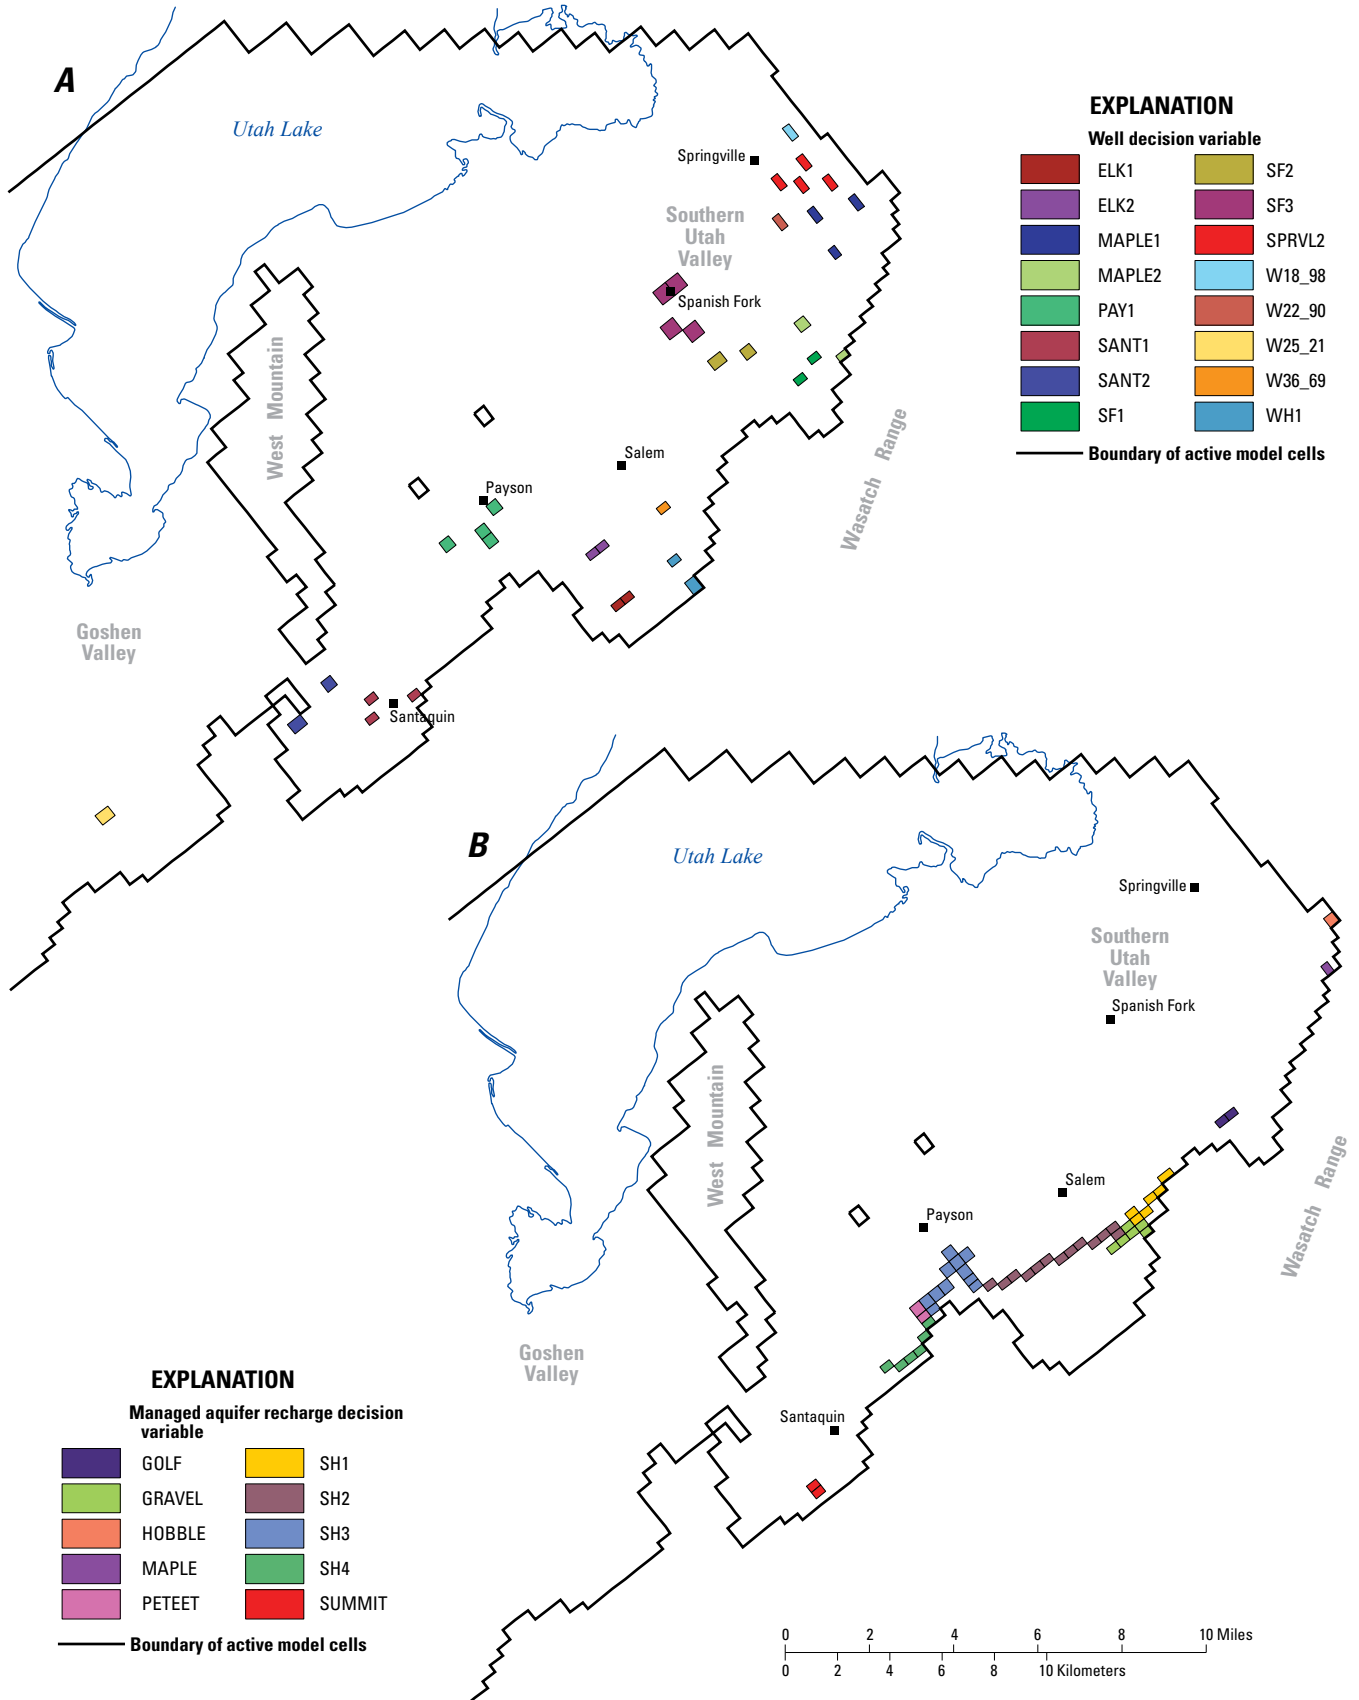 A
Utah Lake
Springville
Southern
Utah
Valley
Spanish Fork
West Mountain
Salem
Payson
Wasatch Range
Goshen
Valley
Santaquin
EXPLANATION
Well decision variable
ELK1
ELK2
MAPLE1
MAPLE2
PAY1
SANT1
SANT2
SF1
SF2
SF3
SPRVL2
W18_98
W22_90
W25_21
W36_69
WH1
Boundary of active model cells
B
Utah Lake
Springville
Southern
Utah
Valley
Spanish Fork
West Mountain
Salem
Payson
Wasatch Range
Goshen
Valley
Santaquin
EXPLANATION
Managed aquifer recharge decision
variable
GOLF
GRAVEL
HOBBLE
MAPLE
PETEET
SH1
SH2
SH3
SH4
SUMMIT
Boundary of active model cells
0 2 4 6 8 10 Miles
0 2 4 6 8 10 Kilometers